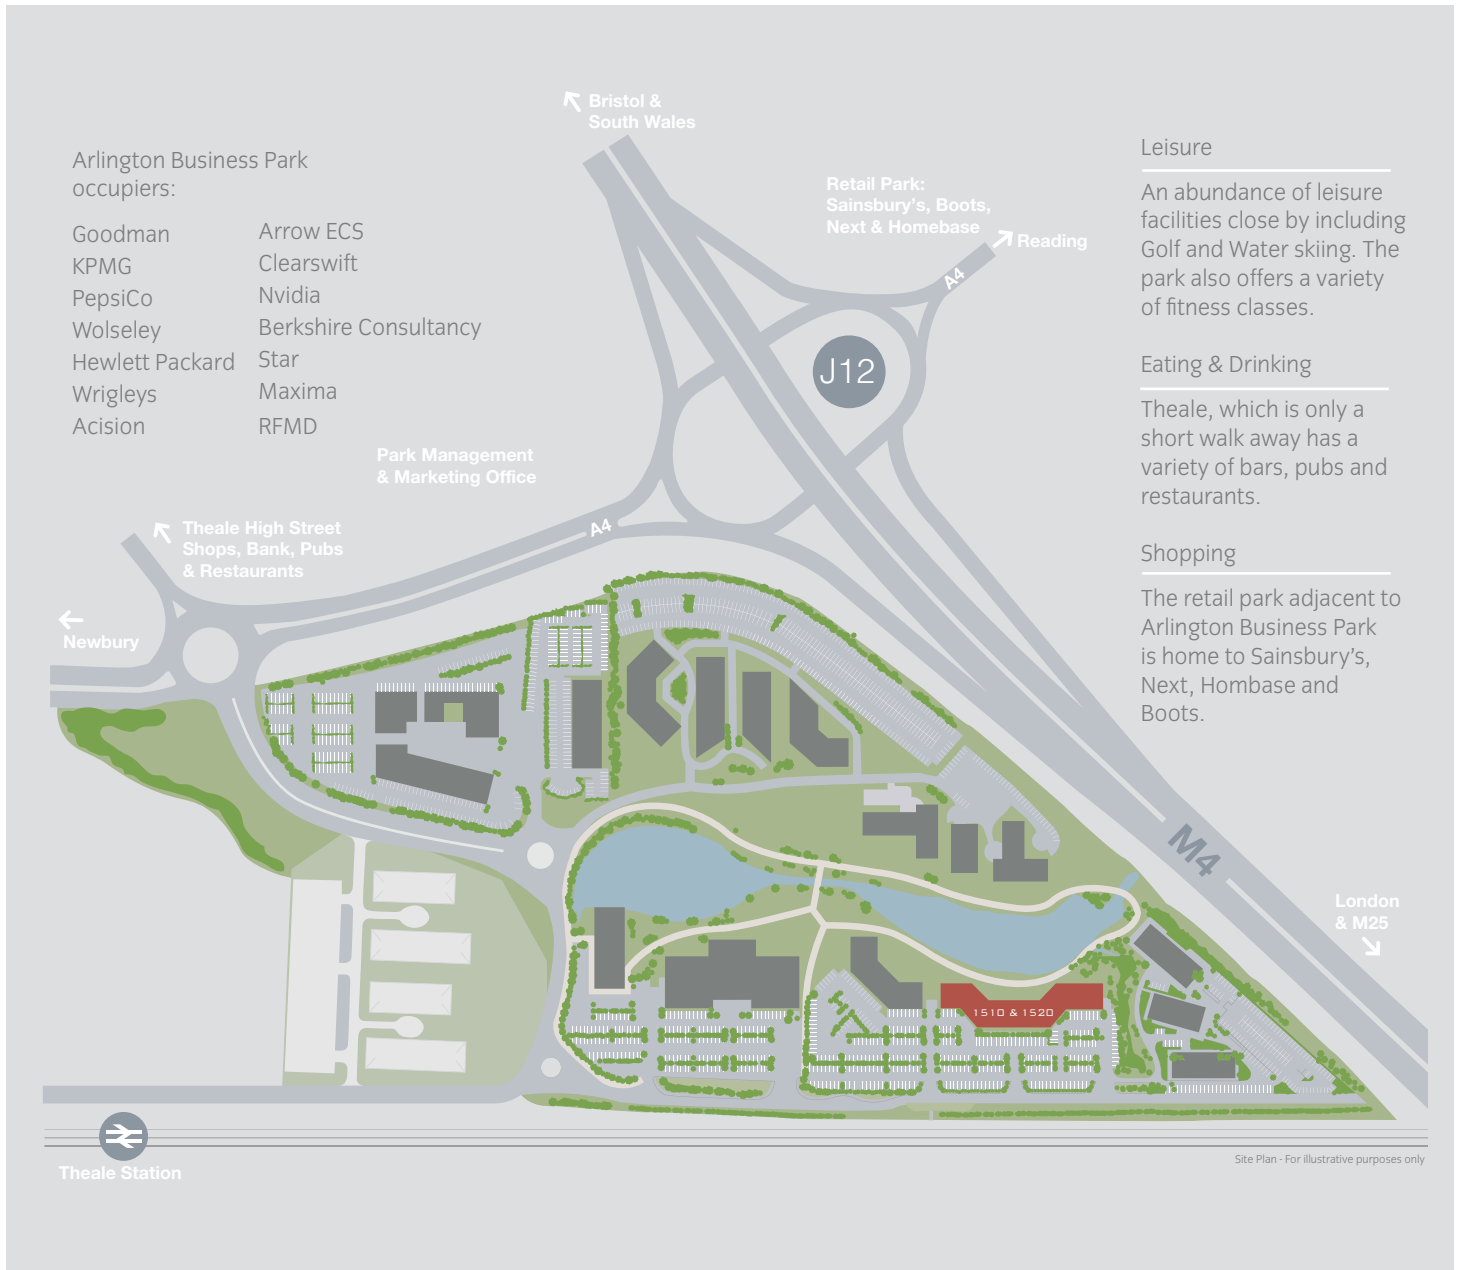 Bristol &
South Wales
Arlington Business Park
occupiers:
Goodman
KPMG
PepsiCo
Wolseley
Hewlett Packard
Wrigleys
Acision
Arrow ECS
Clearswift
Nvidia
Berkshire Consultancy
Star
Maxima
RFMD
Retail Park:
Sainsbury's, Boots,
Next & Homebase
Reading
A4
J12
Leisure
An abundance of leisure
facilities close by including
Golf and Water skiing. The
park also offers a variety
of fitness classes.
Eating & Drinking
Theale, which is only a
short walk away has a
variety of bars, pubs and
restaurants.
Shopping
The retail park adjacent to
Arlington Business Park
is home to Sainsbury's,
Next, Hombase and
Boots.
Park Management
& Marketing Office
A4
Theale High Street
Shops, Bank, Pubs
& Restaurants
Newbury
M4
London
& M25
1510 & 1520
Theale Station
Site Plan - For illustrative purposes only